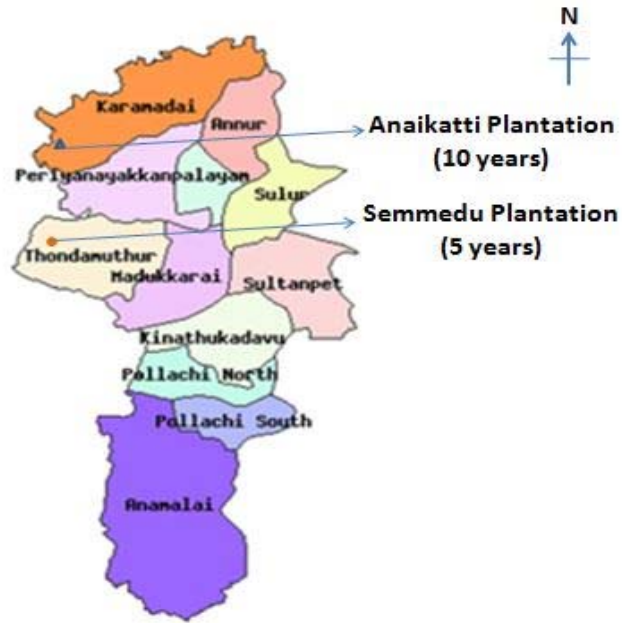 N
Karamadai
Annur
Anaikatti Plantation
(10 years)
Periyanayakkanpalayam
Sulur
Semmedu Plantation
(5 years)
Thondamuthur
Madukkarai
Sultanpet
Kinathukadavu
Pollachi North
Pollachi South
Anamalai